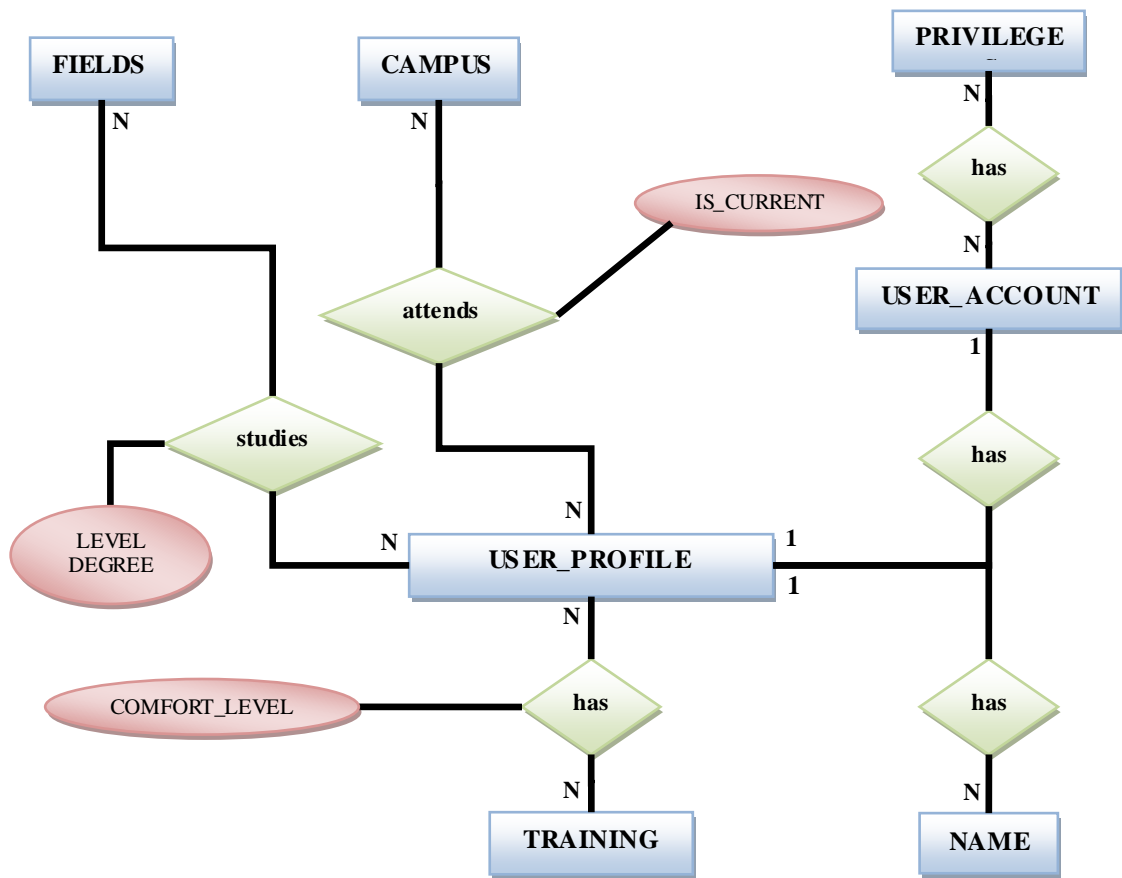 FIELDS
CAMPUS
PRIVILEGE
N
N
N
has
IS_CURRENT
N
USER_ACCOUNT
attends
1
studies
has
LEVEL
DEGREE
N
N
1
USER_PROFILE
1
N
COMFORT_LEVEL
has
has
N
N
TRAINING
NAME